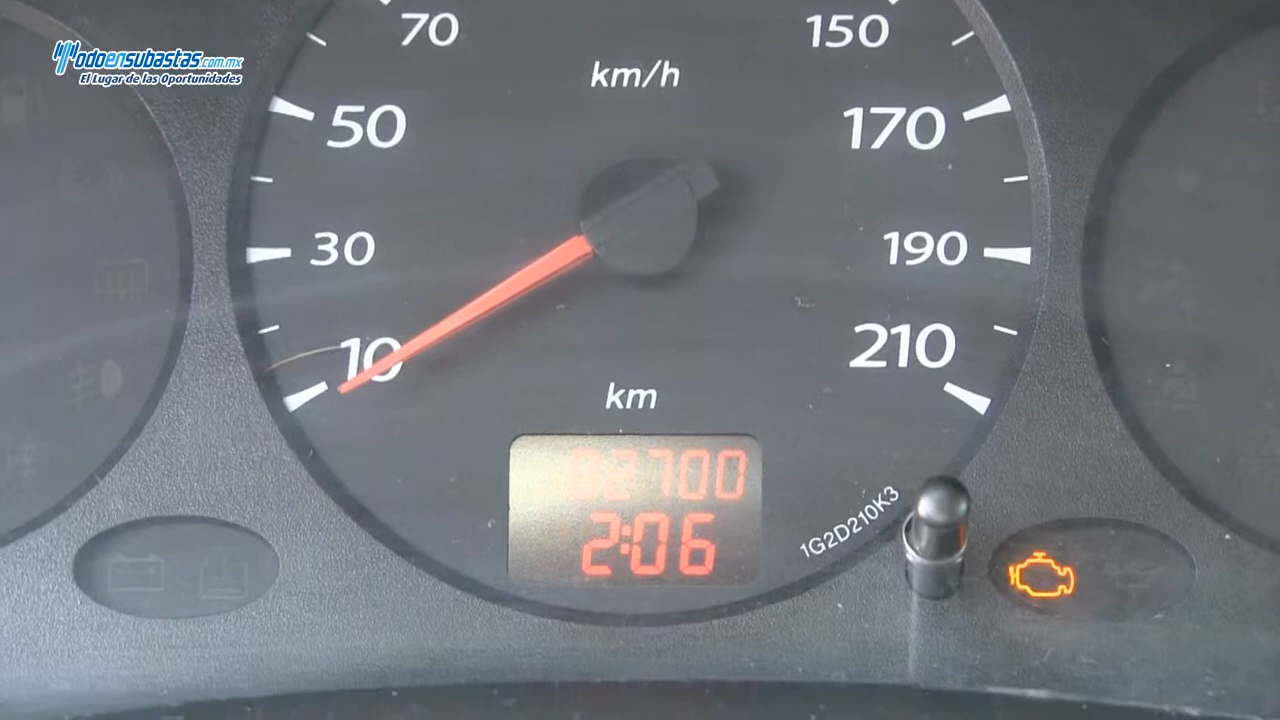 Todoensubastas.com.mx
El Lugar de las Oportunidades
70
150
km/h
50
170
30
190
10
210
km
2:06
1G2D210K3